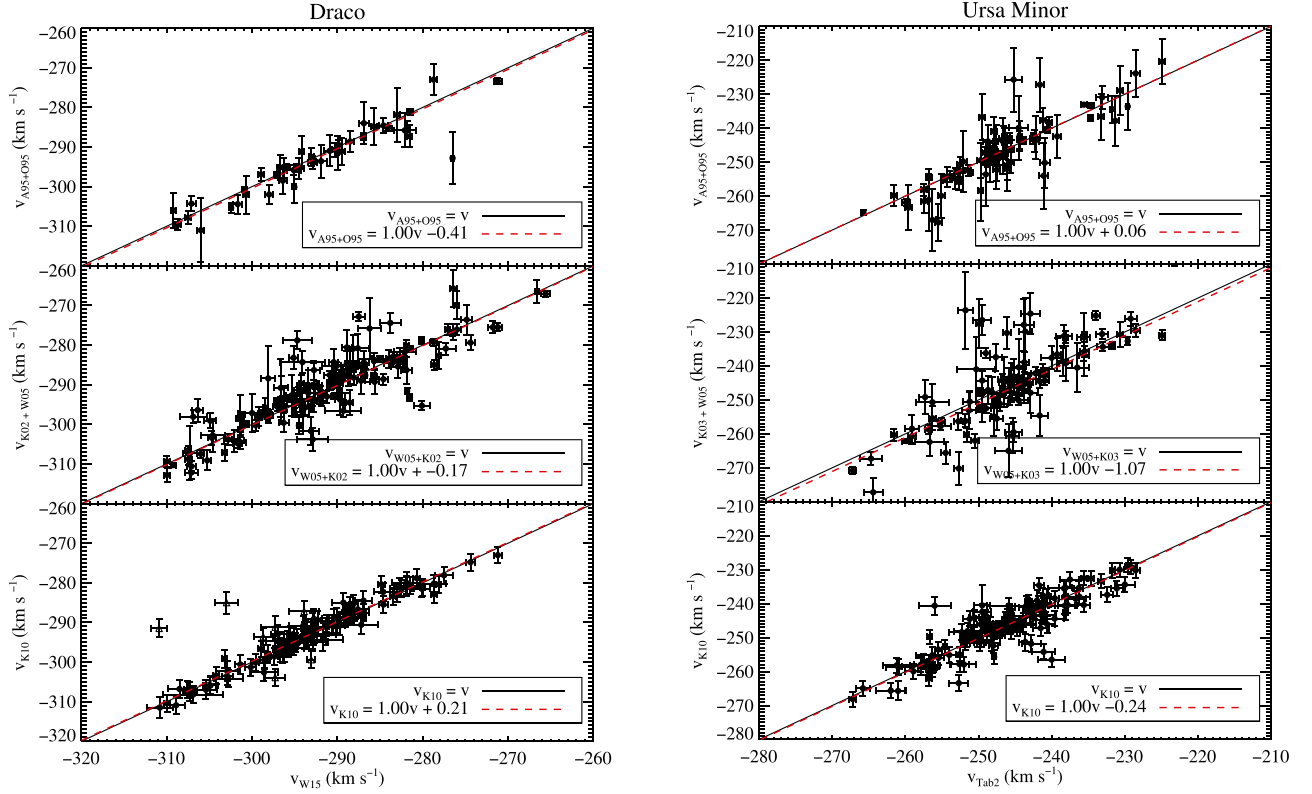 Draco
−260
−270
−280
−290
−300
−310
v_A95+O95 (km s⁻¹)
v_A95+O95 = v
v_A95+O95 = 1.00v −0.41
−260
−270
−280
−290
−300
−310
v_K02 + W05 (km s⁻¹)
v_W05+K02 = v
v_W05+K02 = 1.00v + −0.17
−260
−270
−280
−290
−300
−310
−320
v_K10 (km s⁻¹)
v_K10 = v
v_K10 = 1.00v + 0.21
−320 −310 −300 −290 −280 −270 −260
v_W15 (km s⁻¹)
Ursa Minor
−210
−220
−230
−240
−250
−260
−270
v_A95+O95 (km s⁻¹)
v_A95+O95 = v
v_A95+O95 = 1.00v + 0.06
−210
−220
−230
−240
−250
−260
−270
v_K03 + W05 (km s⁻¹)
v_W05+K03 = v
v_W05+K03 = 1.00v −1.07
−210
−220
−230
−240
−250
−260
−270
−280
v_K10 (km s⁻¹)
v_K10 = v
v_K10 = 1.00v −0.24
−280 −270 −260 −250 −240 −230 −220 −210
v_Tab2 (km s⁻¹)